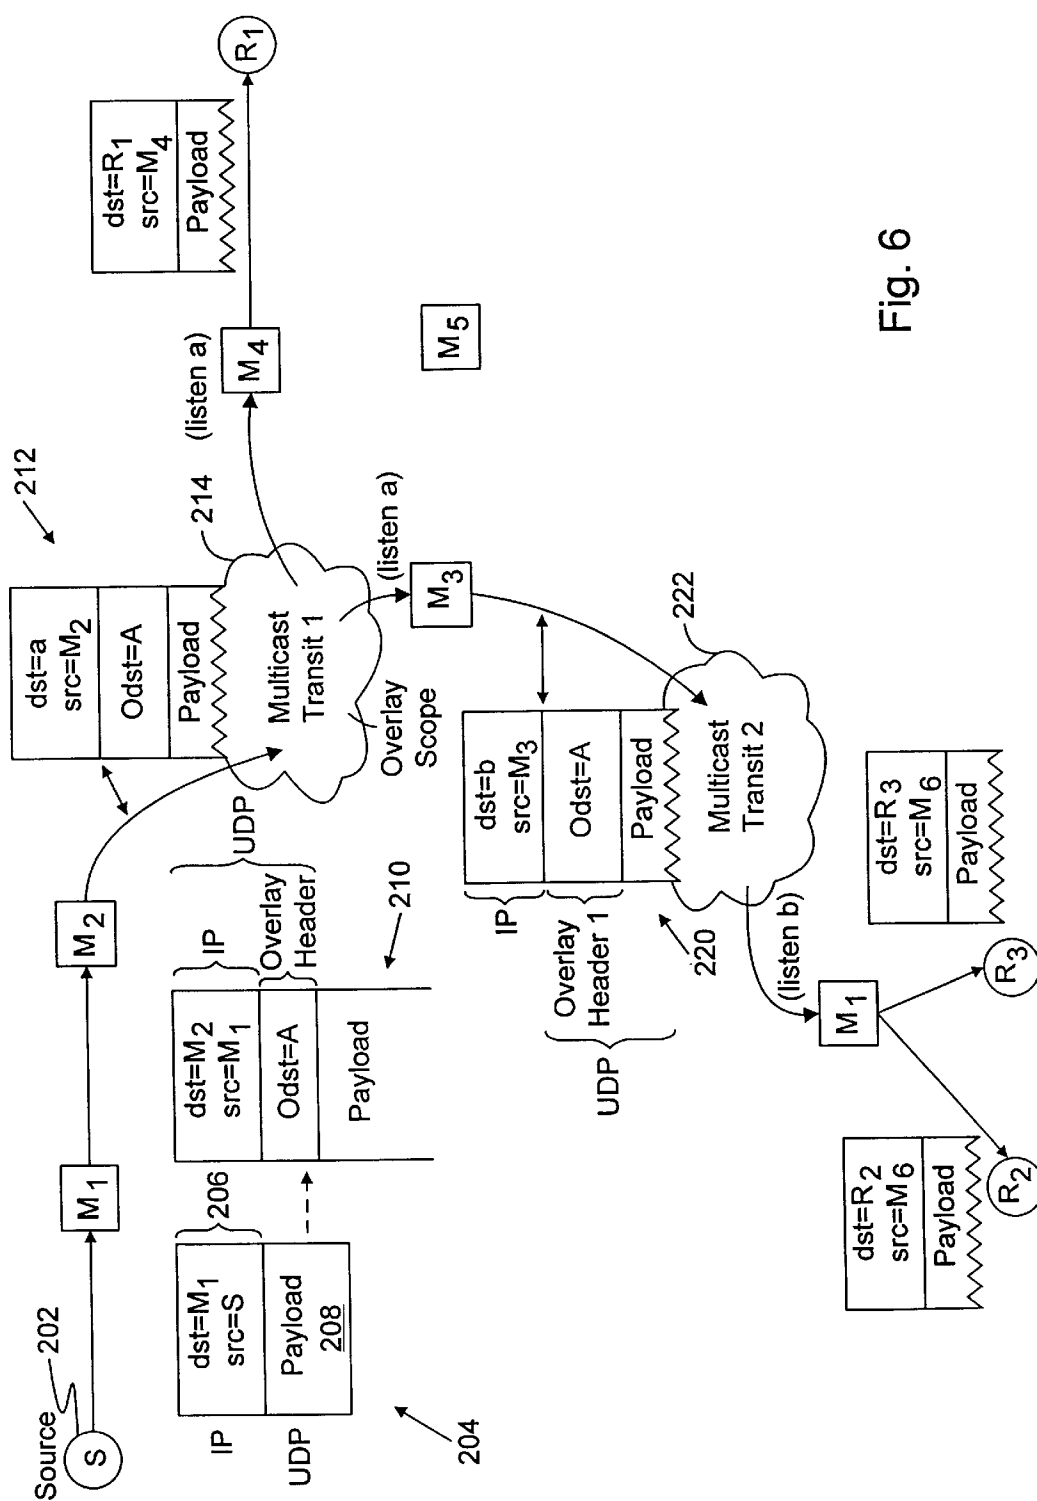 Source
202
S
M1
M2
IP
UDP
dst=M1
src=S
Payload
208
204
206
dst=M2
src=M1
Odst=A
Payload
IP
Overlay
Header
UDP
210
dst=a
src=M2
Odst=A
Payload
212
214
Multicast
Transit 1
Overlay
Scope
(listen a)
M4
dst=R1
src=M4
Payload
R1
(listen a)
M3
M5
dst=b
src=M3
Odst=A
Payload
IP
Overlay
Header 1
UDP
220
222
Multicast
Transit 2
(listen b)
M1
dst=R2
src=M6
Payload
R2
dst=R3
src=M6
Payload
R3
Fig. 6